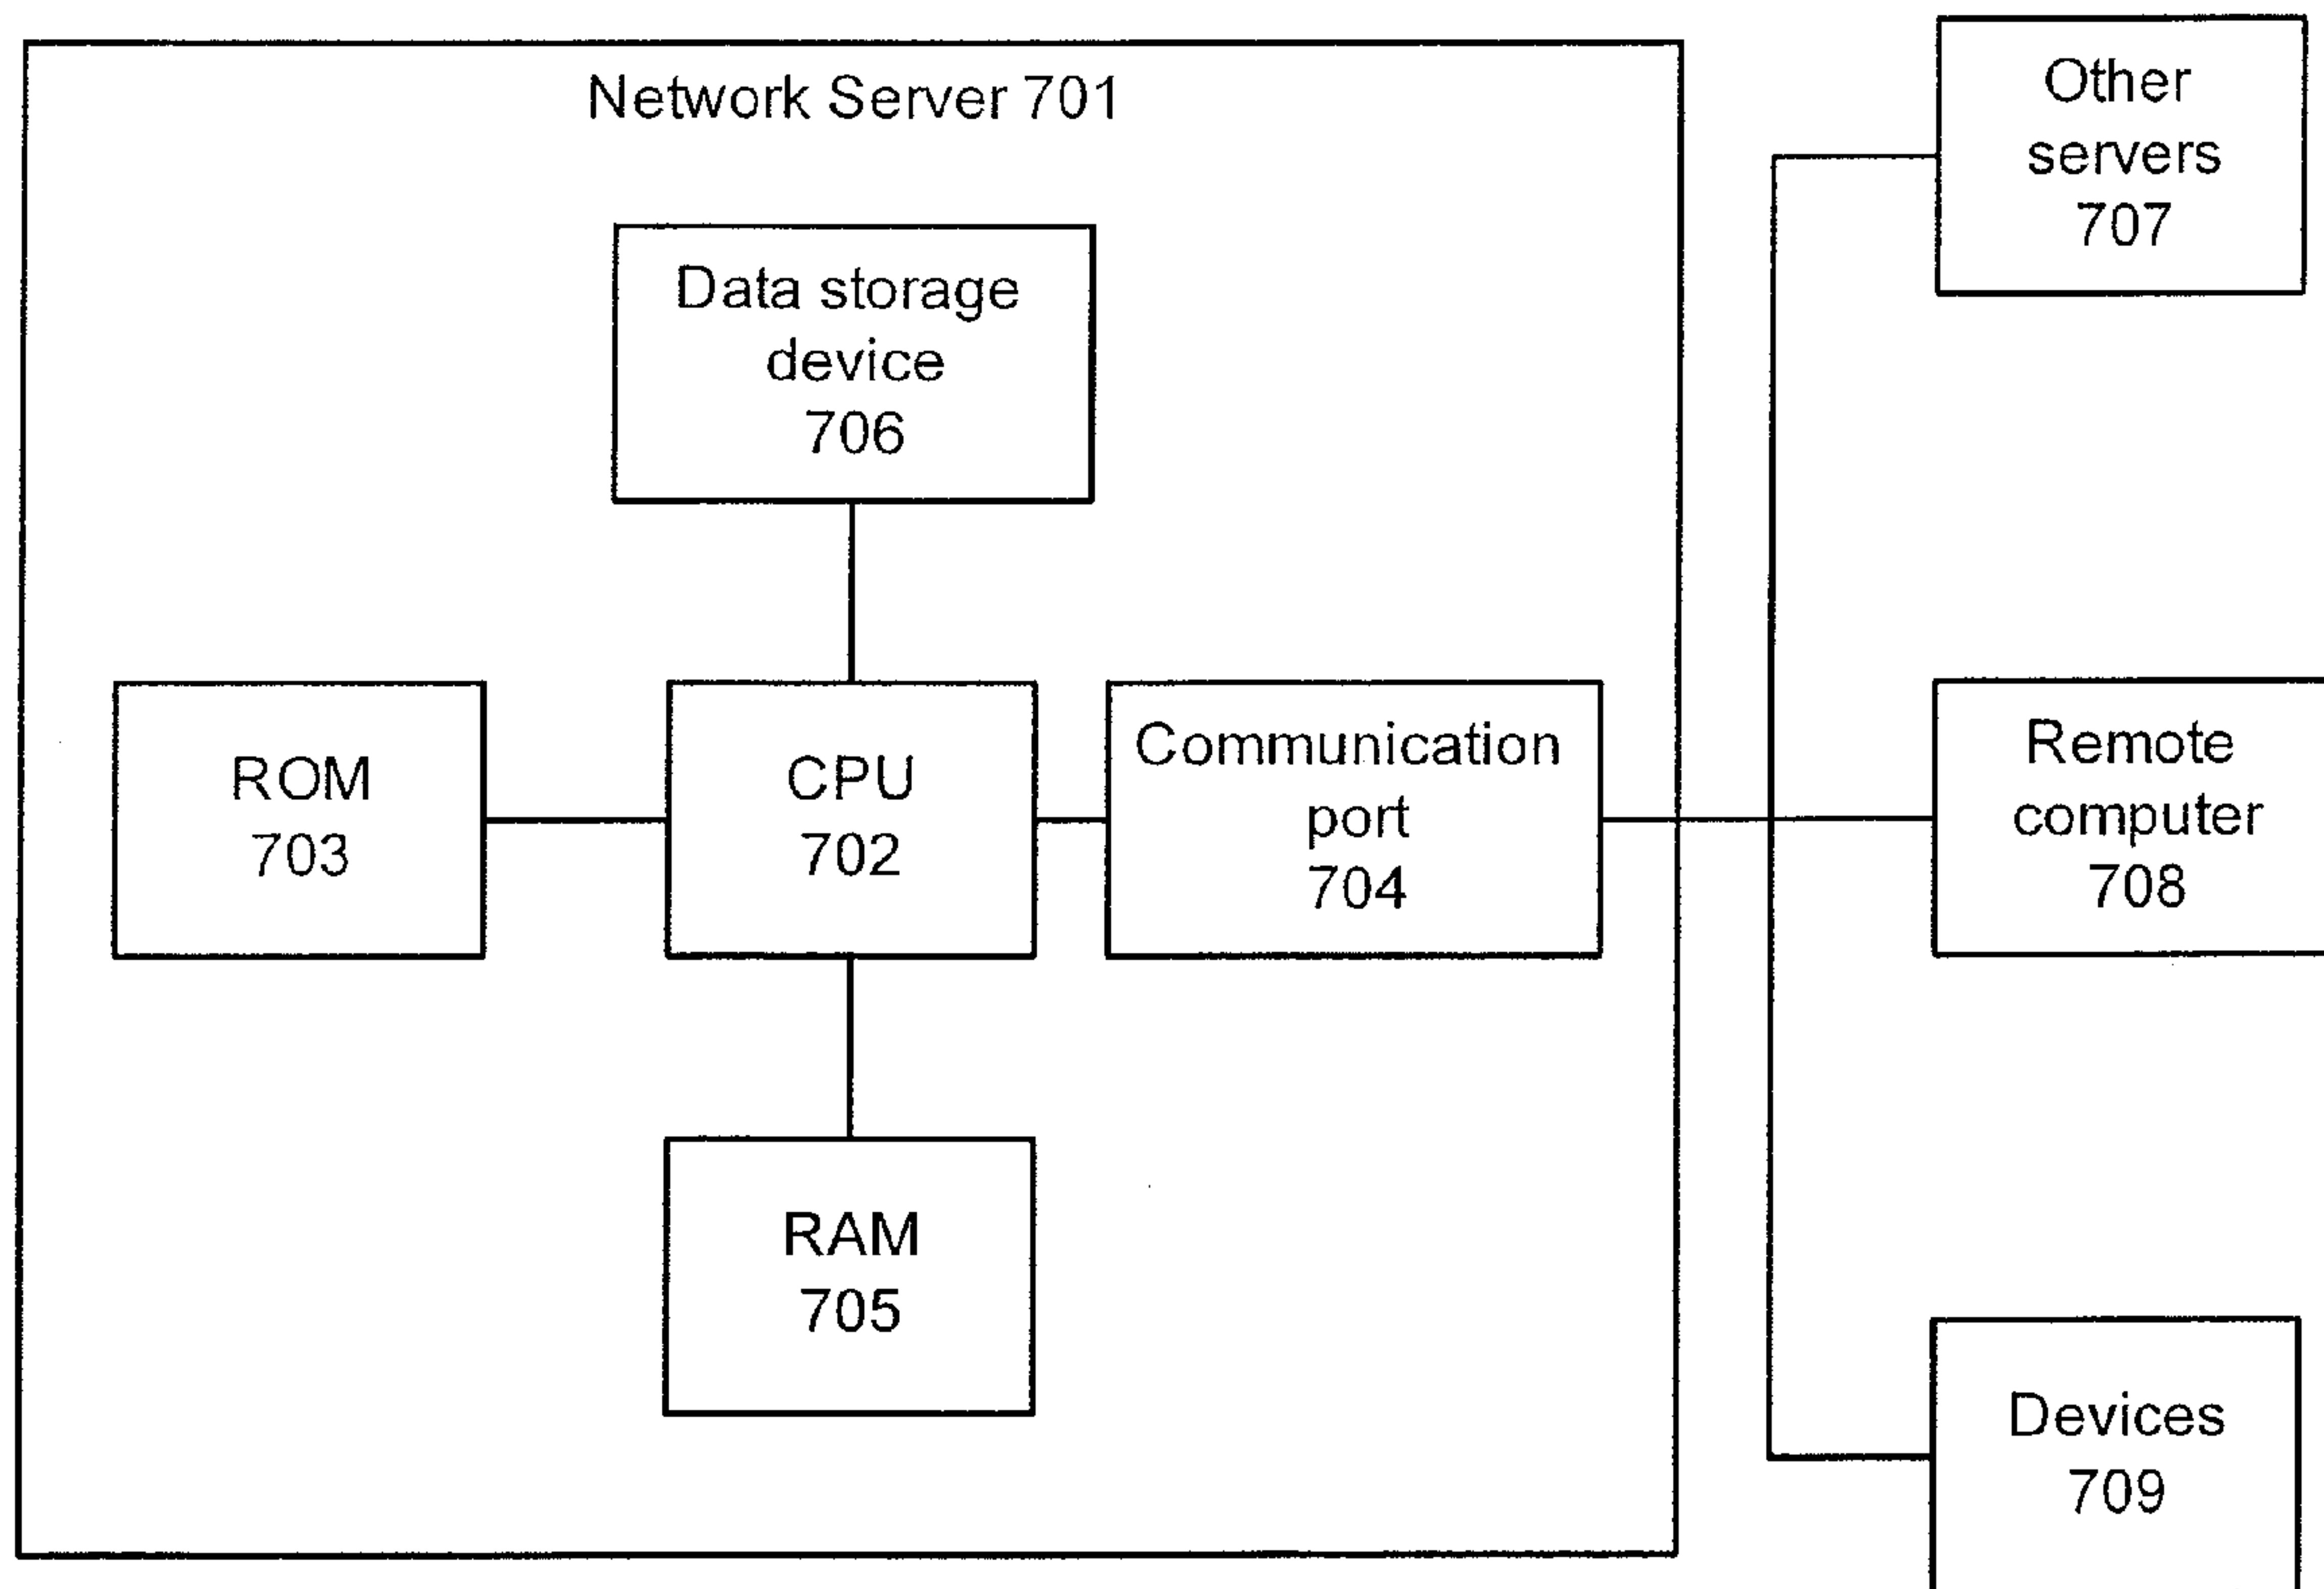 Network Server 701
Other
servers
707
Data storage
device
706
ROM
703
CPU
702
Communication
port
704
Remote
computer
708
RAM
705
Devices
709